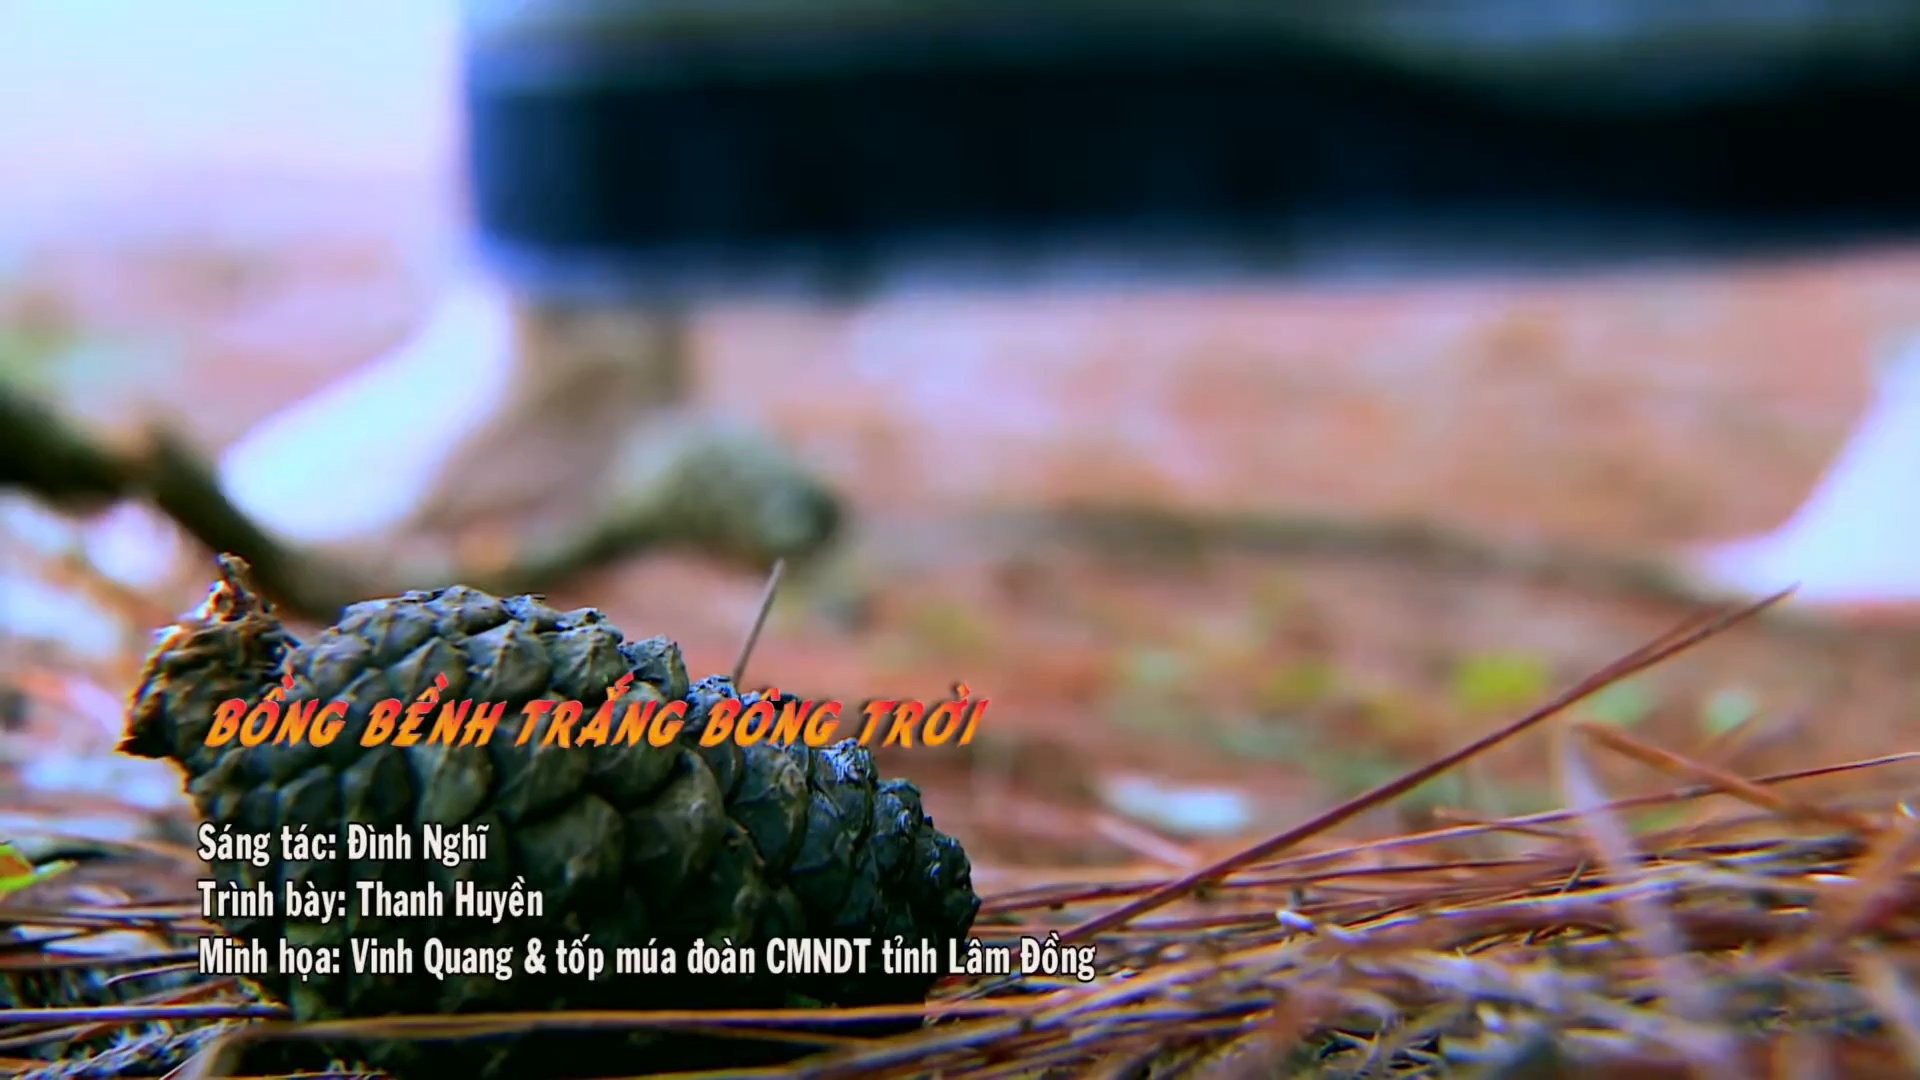 BỒNG BỀNH TRẮNG BÔNG TRỜI
Sáng tác: Đình Nghĩ
Trình bày: Thanh Huyền
Minh họa: Vinh Quang & tốp múa đoàn CMNDT tỉnh Lâm Đồng